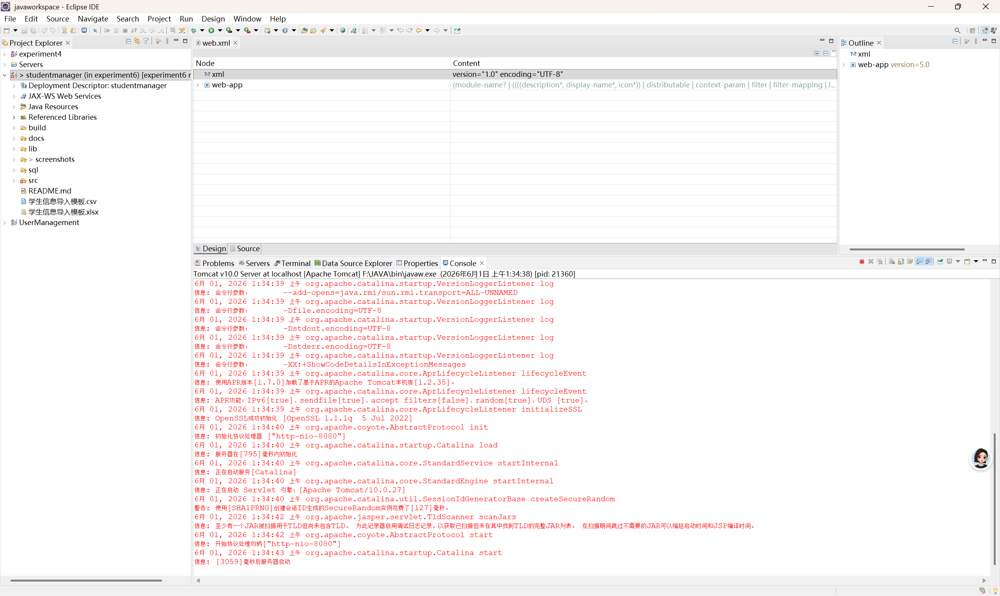 javaworkspace - Eclipse IDE
File Edit Source Navigate Search Project Run Design Window Help
Project Explorer
experiment4
Servers
> studentmanager (in experiment6) [experiment6 r
Deployment Descriptor: studentmanager
JAX-WS Web Services
Java Resources
Referenced Libraries
build
docs
lib
> screenshots
sql
src
README.md
学生信息导入模板.csv
学生信息导入模板.xlsx
UserManagement
web.xml
Node Content
xml version="1.0" encoding="UTF-8"
web-app (module-name? | ((((description*, display-name*, icon*)) | distributable | context-param | filter | filter-mapping | l...
Design Source
Outline
xml
web-app version=5.0
Problems Servers Terminal Data Source Explorer Properties Console
Tomcat v10.0 Server at localhost [Apache Tomcat] F:\JAVA\bin\javaw.exe (2026年6月1日 上午1:34:38) [pid: 21360]
6月 01, 2026 1:34:39 上午 org.apache.catalina.startup.VersionLoggerListener log
信息: 命令行参数: --add-opens=java.rmi/sun.rmi.transport=ALL-UNNAMED
6月 01, 2026 1:34:39 上午 org.apache.catalina.startup.VersionLoggerListener log
信息: 命令行参数: -Dfile.encoding=UTF-8
6月 01, 2026 1:34:39 上午 org.apache.catalina.startup.VersionLoggerListener log
信息: 命令行参数: -Dstdout.encoding=UTF-8
6月 01, 2026 1:34:39 上午 org.apache.catalina.startup.VersionLoggerListener log
信息: 命令行参数: -Dstderr.encoding=UTF-8
6月 01, 2026 1:34:39 上午 org.apache.catalina.startup.VersionLoggerListener log
信息: 命令行参数: -XX:+ShowCodeDetailsInExceptionMessages
6月 01, 2026 1:34:39 上午 org.apache.catalina.core.AprLifecycleListener lifecycleEvent
信息: 使用APR版本[1.7.0]加载了基于APR的Apache Tomcat本机库[1.2.35]。
6月 01, 2026 1:34:39 上午 org.apache.catalina.core.AprLifecycleListener lifecycleEvent
信息: APR功能：IPv6[true]、sendfile[true]、accept filters[false]、random[true]、UDS [true]。
6月 01, 2026 1:34:39 上午 org.apache.catalina.core.AprLifecycleListener initializeSSL
信息: OpenSSL成功初始化 [OpenSSL 1.1.1q  5 Jul 2022]
6月 01, 2026 1:34:40 上午 org.apache.coyote.AbstractProtocol init
信息: 初始化协议处理器 ["http-nio-8080"]
6月 01, 2026 1:34:40 上午 org.apache.catalina.startup.Catalina load
信息: 服务器在[795]毫秒内初始化
6月 01, 2026 1:34:40 上午 org.apache.catalina.core.StandardService startInternal
信息: 正在启动服务[Catalina]
6月 01, 2026 1:34:40 上午 org.apache.catalina.core.StandardEngine startInternal
信息: 正在启动 Servlet 引擎：[Apache Tomcat/10.0.27]
6月 01, 2026 1:34:40 上午 org.apache.catalina.util.SessionIdGeneratorBase createSecureRandom
警告: 使用[SHA1PRNG]创建会话ID生成的SecureRandom实例花费了[127]毫秒。
6月 01, 2026 1:34:42 上午 org.apache.jasper.servlet.TldScanner scanJars
信息: 至少有一个JAR被扫描用于TLD但尚未包含TLD。 为此记录器启用调试日志记录，以获取已扫描但未在其中找到TLD的完整JAR列表。 在扫描期间跳过不需要的JAR可以缩短启动时间和JSP编译时间。
6月 01, 2026 1:34:42 上午 org.apache.coyote.AbstractProtocol start
信息: 开始协议处理句柄["http-nio-8080"]
6月 01, 2026 1:34:43 上午 org.apache.catalina.startup.Catalina start
信息: [3059]毫秒后服务器启动